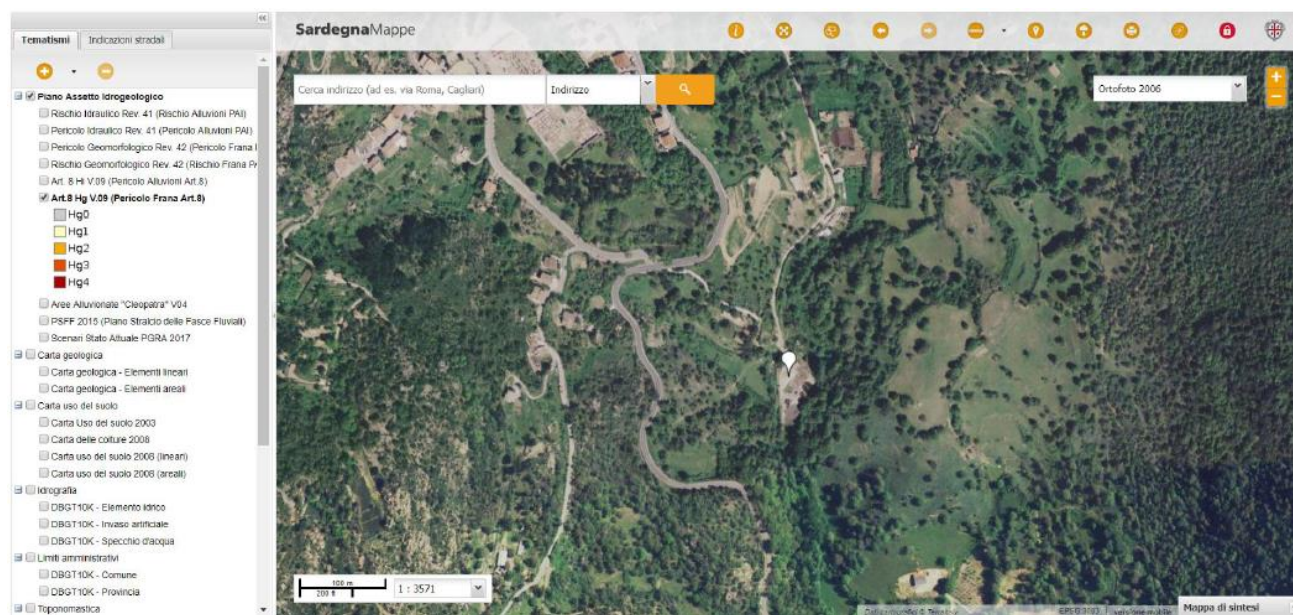 Tematismi
Indicazioni stradali
Piano Assetto Idrogeologico
Rischio Idraulico Rev. 41 (Rischio Alluvioni PAI)
Pericolo Idraulico Rev. 41 (Pericolo Alluvioni PAI)
Pericolo Geomorfologico Rev. 42 (Pericolo Frana
Rischio Geomorfologico Rev. 42 (Rischio Frana
Art. 8 Hi V.09 (Pericolo Alluvioni Art.8)
Art.8 Hg V.09 (Pericolo Frana Art.8)
Hg0
Hg1
Hg2
Hg3
Hg4
Aree Alluvionate "Cleopatra" V04
PSFF 2015 (Piano Stralcio delle Fasce Fluviali)
Scenari Stato Attuale PGRA 2017
Carta geologica
Carta geologica - Elementi lineari
Carta geologica - Elementi areali
Carta uso del suolo
Carta Uso del suolo 2003
Carta delle colture 2008
Carta uso del suolo 2008 (lineari)
Carta uso del suolo 2008 (areali)
Idrografia
DBGT10K - Elemento idrico
DBGT10K - Invaso artificiale
DBGT10K - Specchio d'acqua
Limiti amministrativi
DBGT10K - Comune
DBGT10K - Provincia
Toponomastica
SardegnaMappe
Cerca indirizzo (ad es. via Roma, Cagliari)
Indirizzo
Ortofoto 2006
100 m
200 ft
1 : 3571
Mappa di sintesi